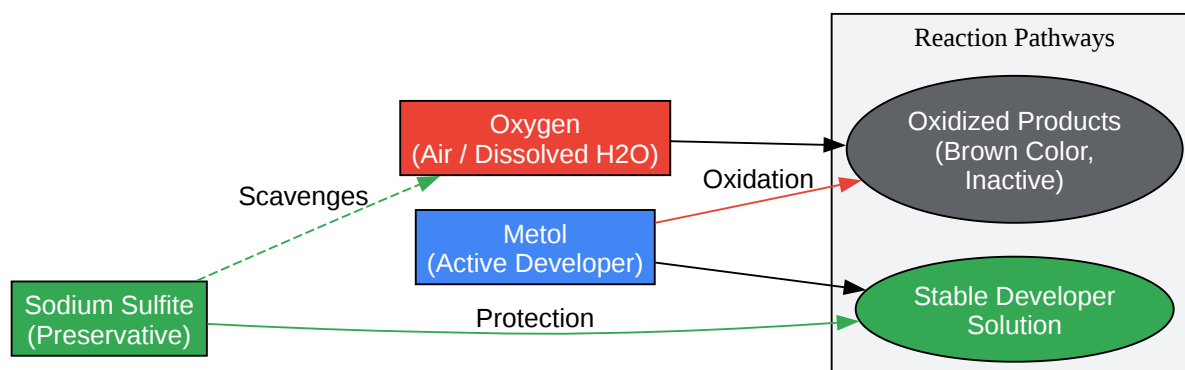 Reaction Pathways
Oxygen
(Air / Dissolved H2O)
Oxidized Products
(Brown Color,
Inactive)
Scavenges
Oxidation
Metol
(Active Developer)
Sodium Sulfite
(Preservative)
Protection
Stable Developer
Solution